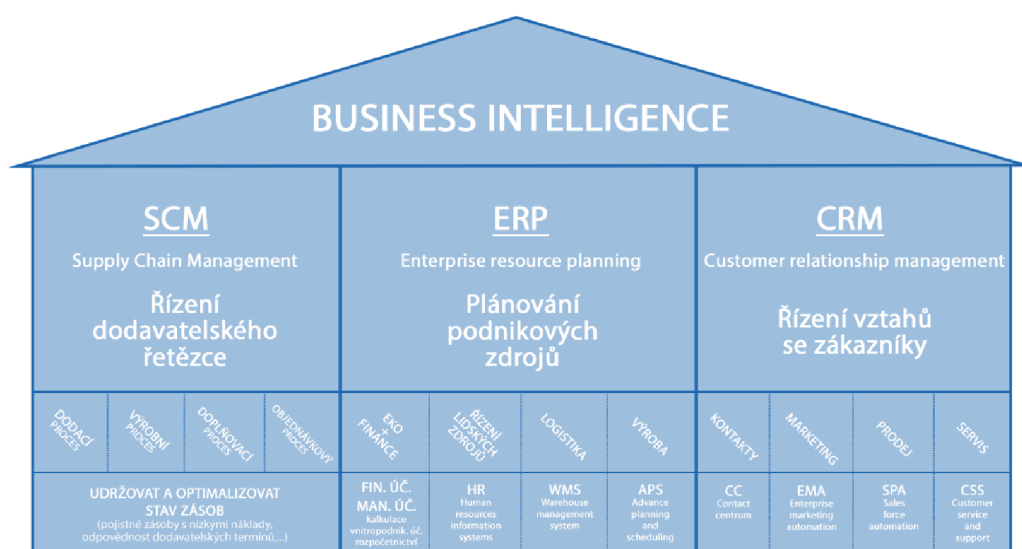 BUSINESS INTELLIGENCE
SCM
Supply Chain Management
Řízení
dodavatelského
řetězce
DODACÍ
PROCES
VÝROBNÍ
PROCES
DOPLŇOVACÍ
PROCES
OBJEDNÁVKOVÝ
PROCES
UDRŽOVAT A OPTIMALIZOVAT
STAV ZÁSOB
(pojistné zásoby s nízkými náklady,
odpovědnost dodavatelských termínů,...)
ERP
Enterprise resource planning
Plánování
podnikových
zdrojů
EKO
+
FINANCE
ŘÍZENÍ
LIDSKÝCH
ZDROJŮ
LOGISTIKA
VÝROBA
FIN. ÚČ.
MAN. ÚČ.
kalkulace
vnitropodnik. úč.
rozpočetnictví
HR
Human
resources
information
systems
WMS
Warehouse
management
system
APS
Advance
planning
and
scheduling
CRM
Customer relationship management
Řízení vztahů
se zákazníky
KONTAKTY
MARKETING
PRODEJ
SERVIS
CC
Contact
centrum
EMA
Enterprise
marketing
automation
SPA
Sales
force
automation
CSS
Customer
service
and
support